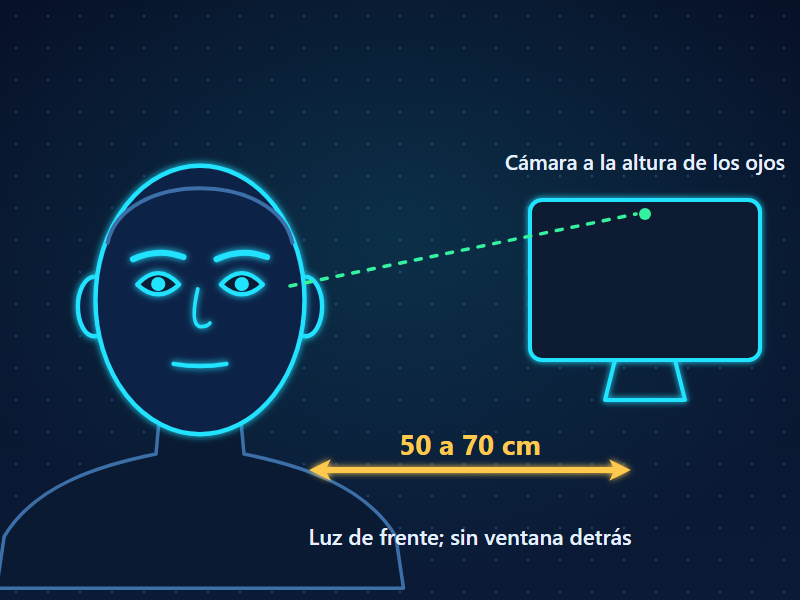 Cámara a la altura de los ojos
50 a 70 cm
Luz de frente; sin ventana detrás